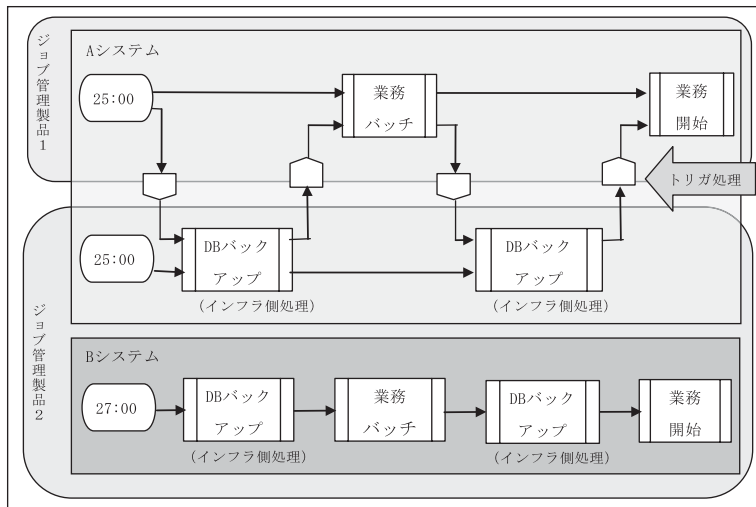 ジョブ管理製品1
Aシステム
25:00
業務
バッチ
業務
開始
トリガ処理
25:00
DBバック
アップ
(インフラ側処理)
DBバック
アップ
(インフラ側処理)
ジョブ管理製品2
Bシステム
27:00
DBバック
アップ
(インフラ側処理)
業務
バッチ
DBバック
アップ
(インフラ側処理)
業務
開始